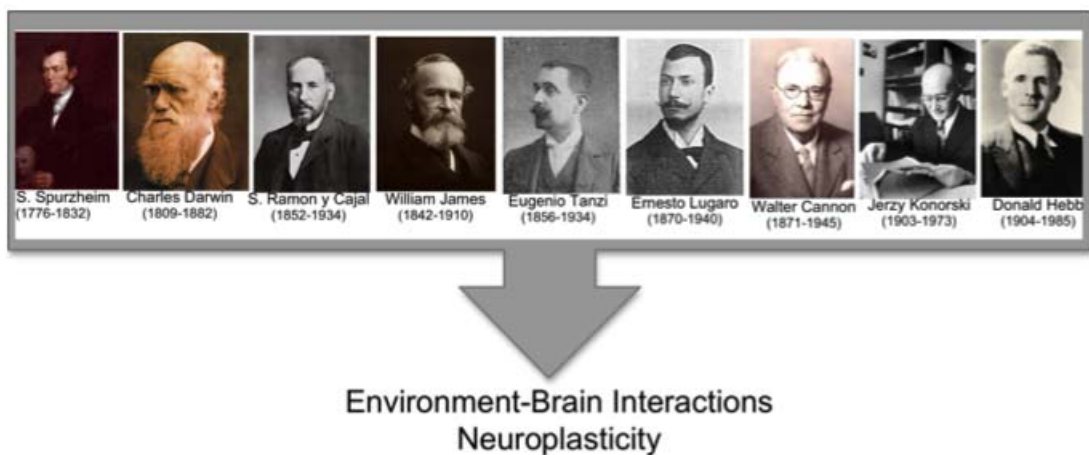 S. Spurzheim
(1776-1832)
Charles Darwin
(1809-1882)
S. Ramon y Cajal
(1852-1934)
William James
(1842-1910)
Eugenio Tanzi
(1856-1934)
Ernesto Lugaro
(1870-1940)
Walter Cannon
(1871-1945)
Jerzy Konorski
(1903-1973)
Donald Hebb
(1904-1985)
Environment-Brain Interactions
Neuroplasticity